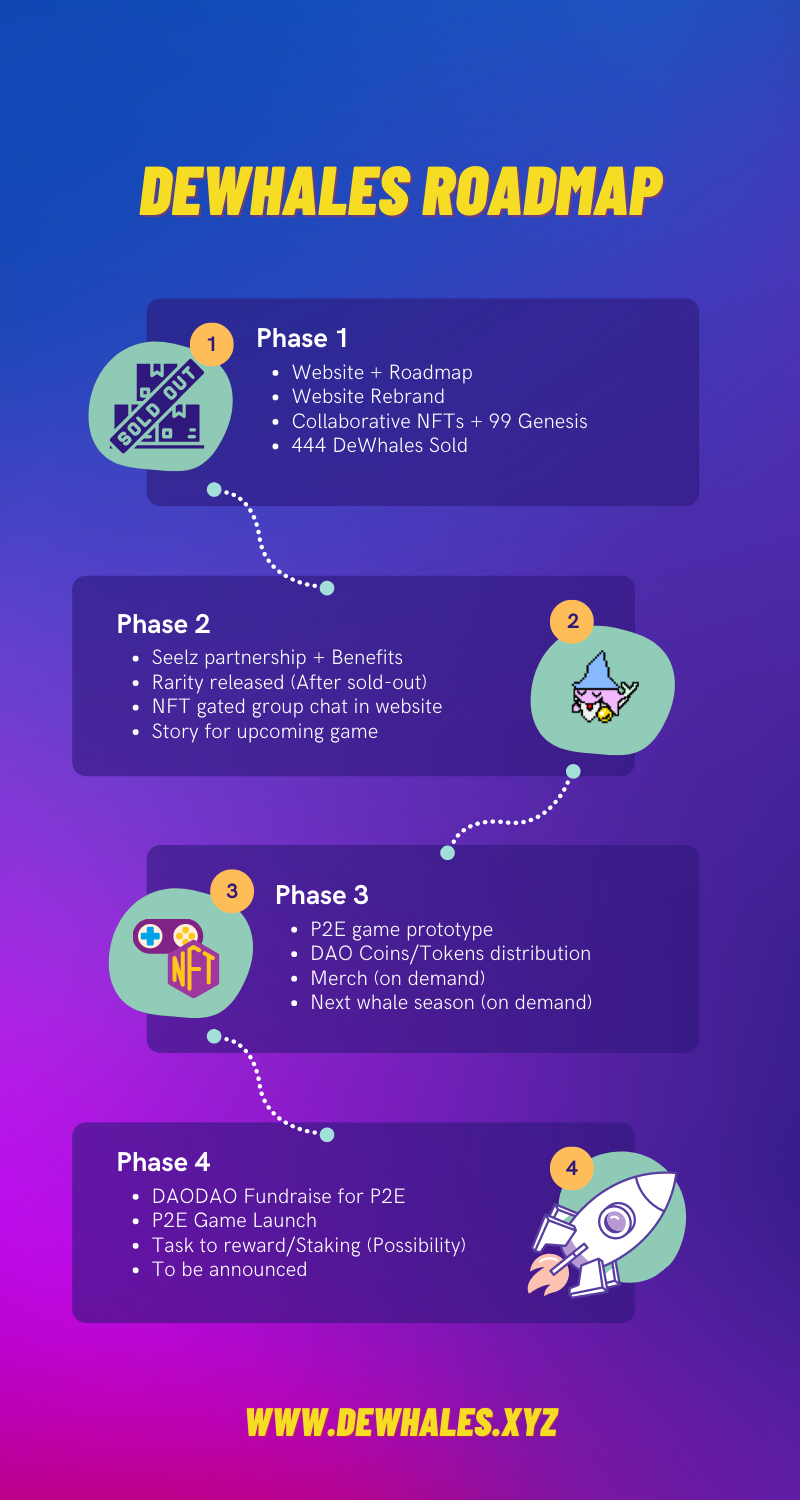 DEWHALES ROADMAP
1
SOLD OUT
Phase 1
• Website + Roadmap
• Website Rebrand
• Collaborative NFTs + 99 Genesis
• 444 DeWhales Sold
2
Phase 2
• Seelz partnership + Benefits
• Rarity released (After sold-out)
• NFT gated group chat in website
• Story for upcoming game
3
NFT
Phase 3
• P2E game prototype
• DAO Coins/Tokens distribution
• Merch (on demand)
• Next whale season (on demand)
4
Phase 4
• DAODAO Fundraise for P2E
• P2E Game Launch
• Task to reward/Staking (Possibility)
• To be announced
WWW.DEWHALES.XYZ